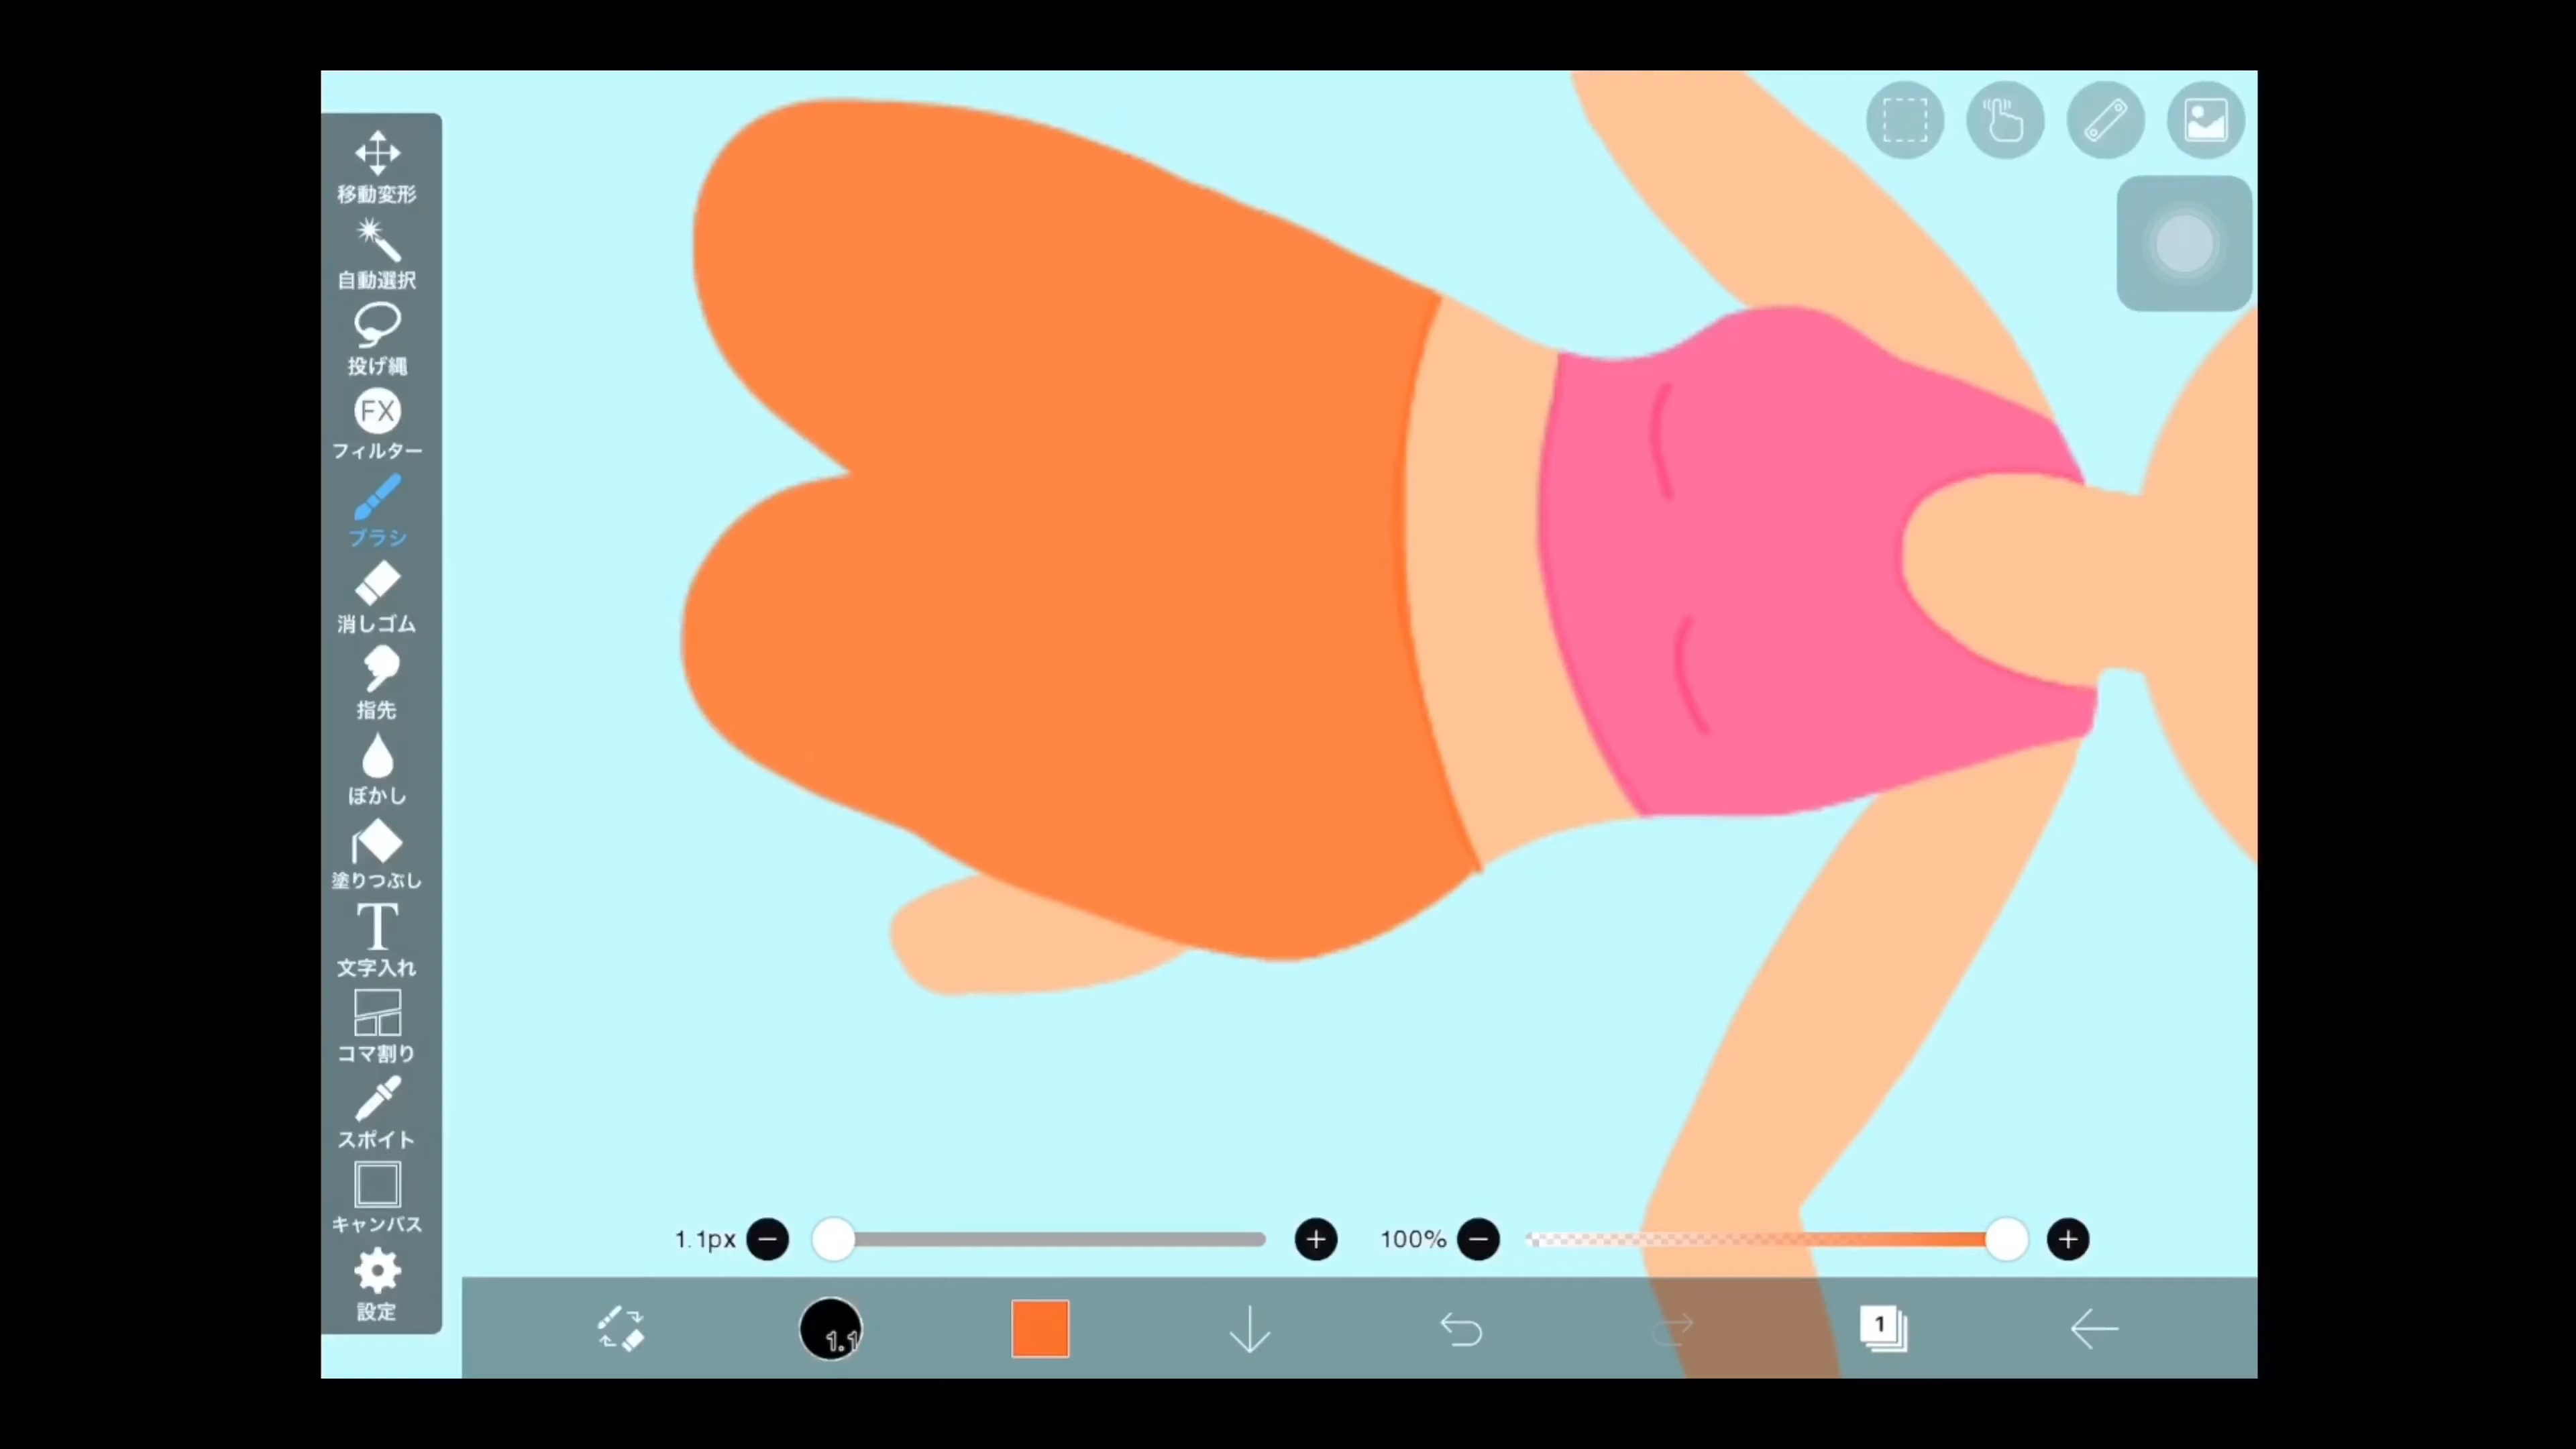 移動変形
自動選択
投げ縄
FX
フィルター
ブラシ
消しゴム
指先
ぼかし
塗りつぶし
T
文字入れ
コマ割り
スポイト
キャンバス
設定
1.1px
100%
1.1
1